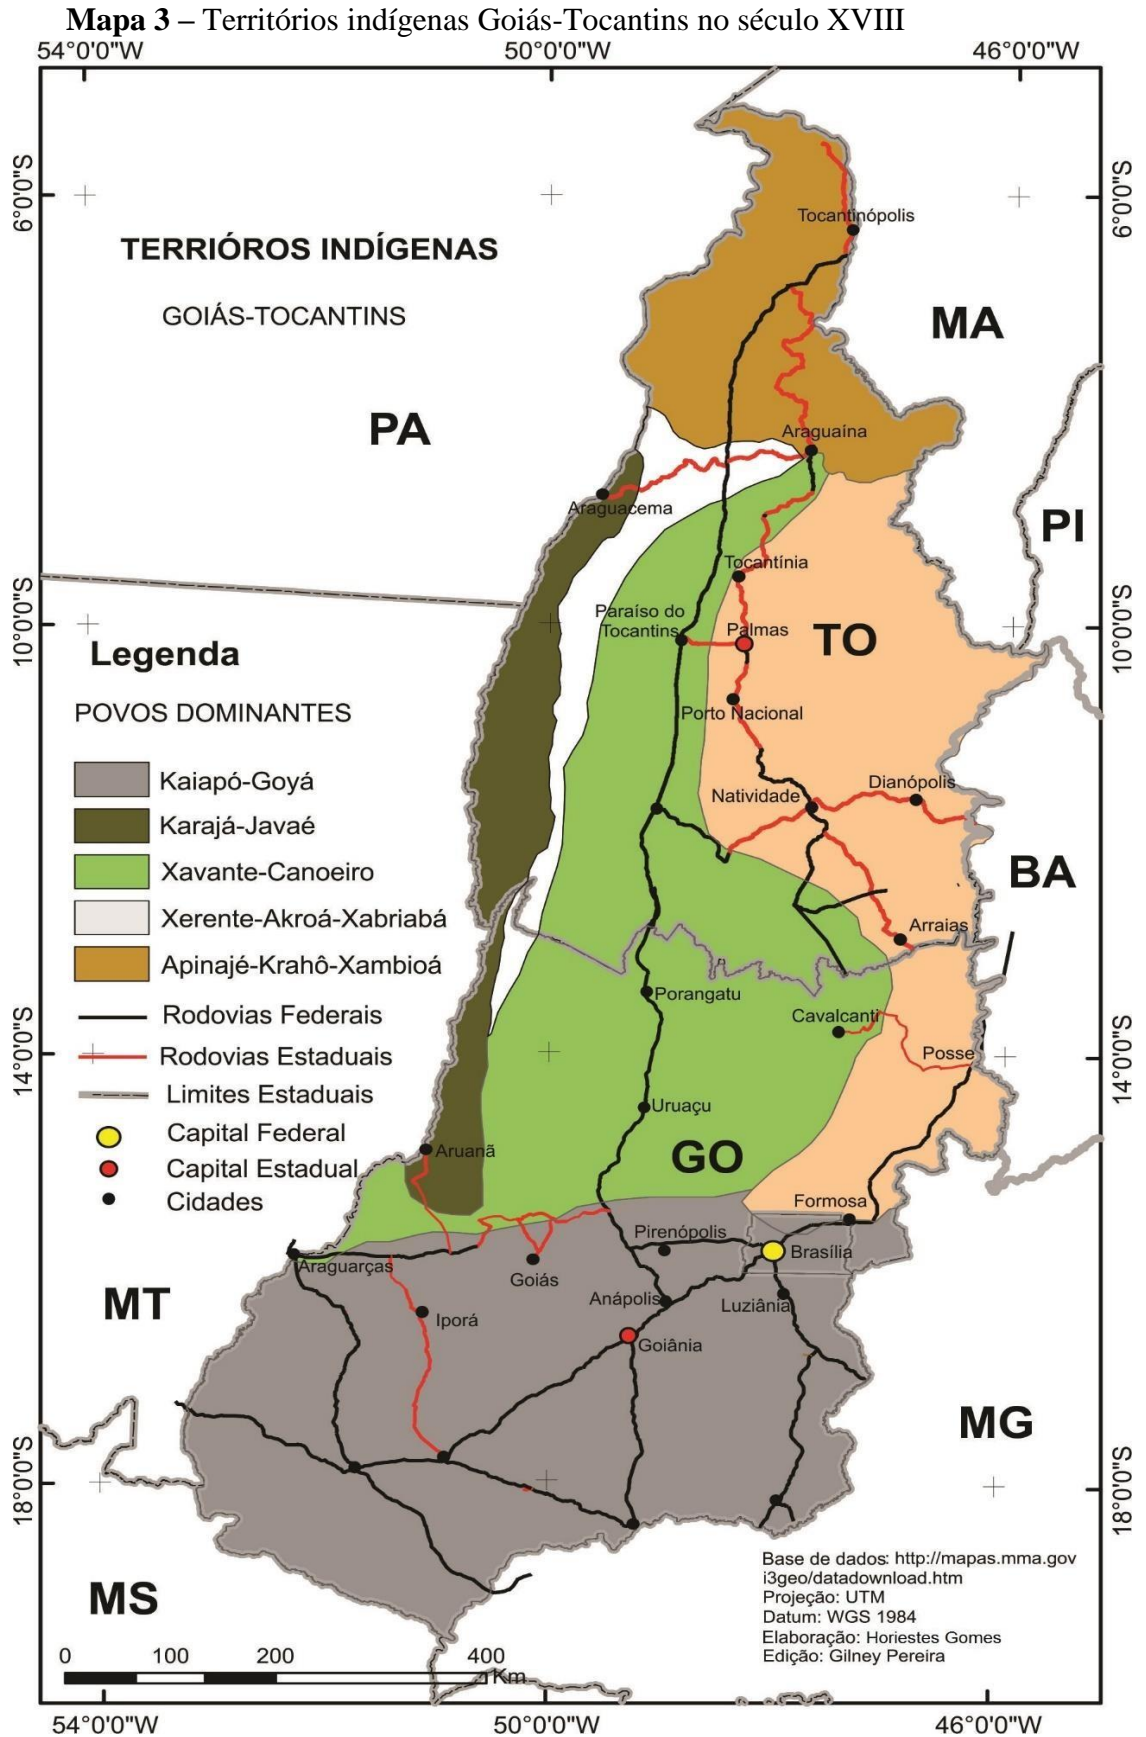 Mapa 3 – Territórios indígenas Goiás-Tocantins no século XVIII
54°0'0"W
50°0'0"W
46°0'0"W
6°0'0"S
6°0'0"S
Tocantinópolis
TERRIÓROS INDÍGENAS
GOIÁS-TOCANTINS
MA
PA
Araguaína
Araguacema
PI
Tocantínia
Paraíso do
Tocantins
Palmas
TO
10°0'0"S
10°0'0"S
Legenda
POVOS DOMINANTES
Porto Nacional
Kaiapó-Goyá
Dianópolis
Natividade
Karajá-Javaé
Xavante-Canoeiro
BA
Xerente-Akroá-Xabriabá
Arraias
Apinajé-Krahô-Xambioá
Porangatu
Rodovias Federais
Cavalcanti
Rodovias Estaduais
Posse
14°0'0"S
14°0'0"S
Limites Estaduais
Uruaçu
Capital Federal
Aruanã
GO
Capital Estadual
Cidades
Formosa
Pirenópolis
Brasília
Araguarças
Goiás
MT
Anápolis
Luziânia
Iporá
Goiânia
MG
18°0'0"S
18°0'0"S
Base de dados: http://mapas.mma.gov
i3geo/datadownload.htm
Projeção: UTM
Datum: WGS 1984
Elaboração: Horiestes Gomes
Edição: Gilney Pereira
MS
0 100 200 400
Km
54°0'0"W
50°0'0"W
46°0'0"W